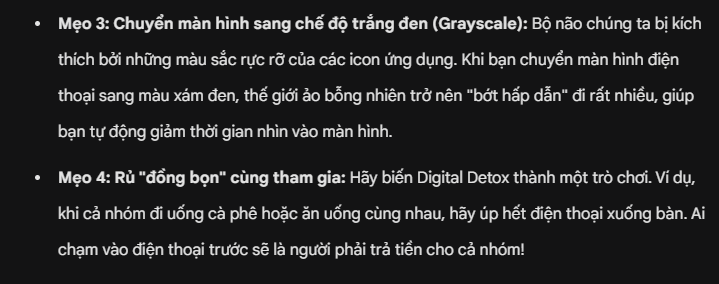 • Mẹo 3: Chuyển màn hình sang chế độ trắng đen (Grayscale): Bộ não chúng ta bị kích
thích bởi những màu sắc rực rỡ của các icon ứng dụng. Khi bạn chuyển màn hình điện
thoại sang màu xám đen, thế giới ảo bỗng nhiên trở nên "bớt hấp dẫn" đi rất nhiều, giúp
bạn tự động giảm thời gian nhìn vào màn hình.
• Mẹo 4: Rủ "đồng bọn" cùng tham gia: Hãy biến Digital Detox thành một trò chơi. Ví dụ,
khi cả nhóm đi uống cà phê hoặc ăn uống cùng nhau, hãy úp hết điện thoại xuống bàn. Ai
chạm vào điện thoại trước sẽ là người phải trả tiền cho cả nhóm!